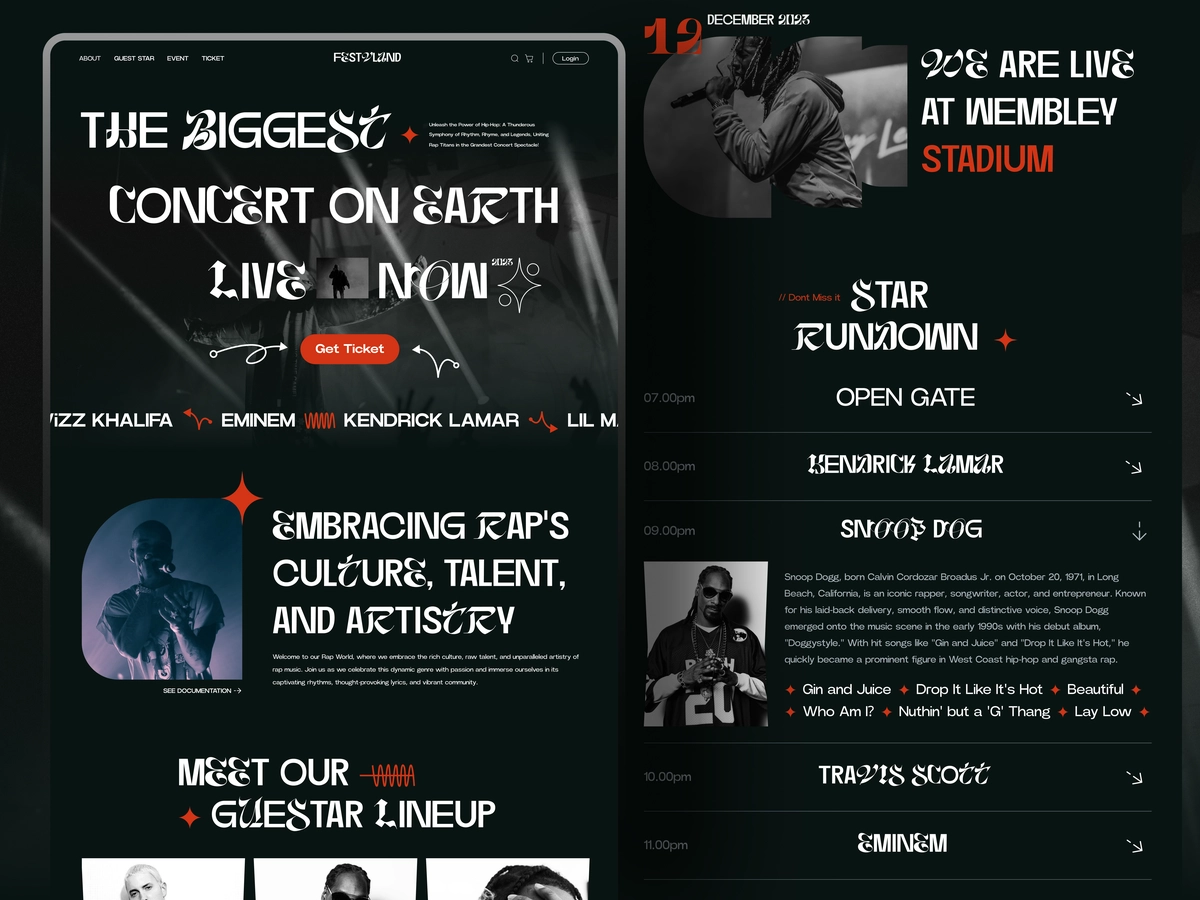 ABOUT
GUEST STAR
EVENT
TICKET
FESTVLAND
Login
THE BIGGEST
Unleash the Power of Hip-Hop: A Thunderous
Symphony of Rhythm, Rhyme, and Legends, Uniting
Rap Titans in the Grandest Concert Spectacle!
CONCERT ON EARTH
LIVE NOW 2023
Get Ticket
WIZZ KHALIFA EMINEM KENDRICK LAMAR LIL
EMBRACING RAP'S
CULTURE, TALENT,
AND ARTISTRY
Welcome to our Rap World, where we embrace the rich culture, raw talent, and unparalleled artistry of
rap music. Join us as we celebrate this dynamic genre with passion and immerse ourselves in its
captivating rhythms, thought-provoking lyrics, and vibrant community.
SEE DOCUMENTATION
MEET OUR
GUESTAR LINEUP
12 DECEMBER 2023
WE ARE LIVE
AT WEMBLEY
STADIUM
// Dont Miss it STAR
RUNDOWN
07.00pm OPEN GATE
08.00pm KENDRICK LAMAR
09.00pm SNOOP DOG
20
Snoop Dogg, born Calvin Cordozar Broadus Jr. on October 20, 1971, in Long
Beach, California, is an iconic rapper, songwriter, actor, and entrepreneur. Known
for his laid-back delivery, smooth flow, and distinctive voice, Snoop Dogg
emerged onto the music scene in the early 1990s with his debut album,
"Doggystyle." With hit songs like "Gin and Juice" and "Drop It Like It's Hot," he
quickly became a prominent figure in West Coast hip-hop and gangsta rap.
Gin and Juice Drop It Like It's Hot Beautiful
Who Am I? Nuthin' but a 'G' Thang Lay Low
10.00pm TRAVIS SCOTT
11.00pm EMINEM